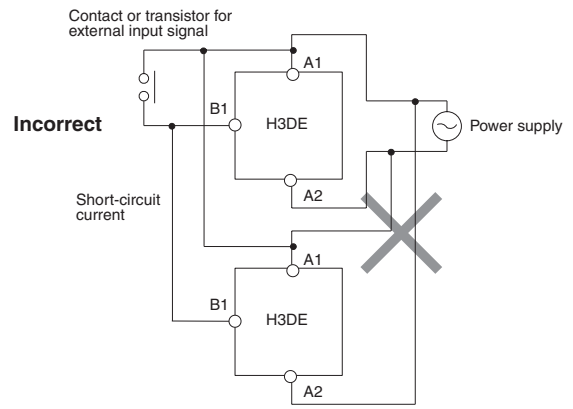 Contact or transistor for
external input signal
A1
B1
H3DE
Incorrect
Power supply
A2
Short-circuit
current
A1
B1
H3DE
A2